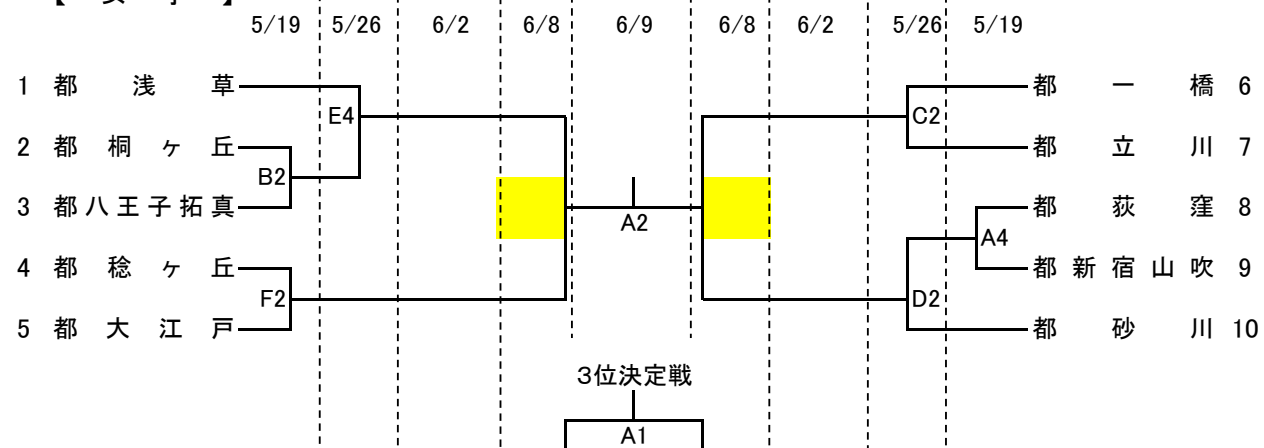 【 女 子 】
5/19 5/26 6/2 6/8 6/9 6/8 6/2 5/26 5/19
1 都 浅 草 都 一 橋 6
E4 C2
2 都 桐 ヶ 丘 都 立 川 7
B2
3 都 八 王 子 拓 真 都 荻 窪 8
A2 A4
4 都 稔 ヶ 丘 都 新 宿 山 吹 9
F2 D2
5 都 大 江 戸 都 砂 川 10
3位決定戦
A1